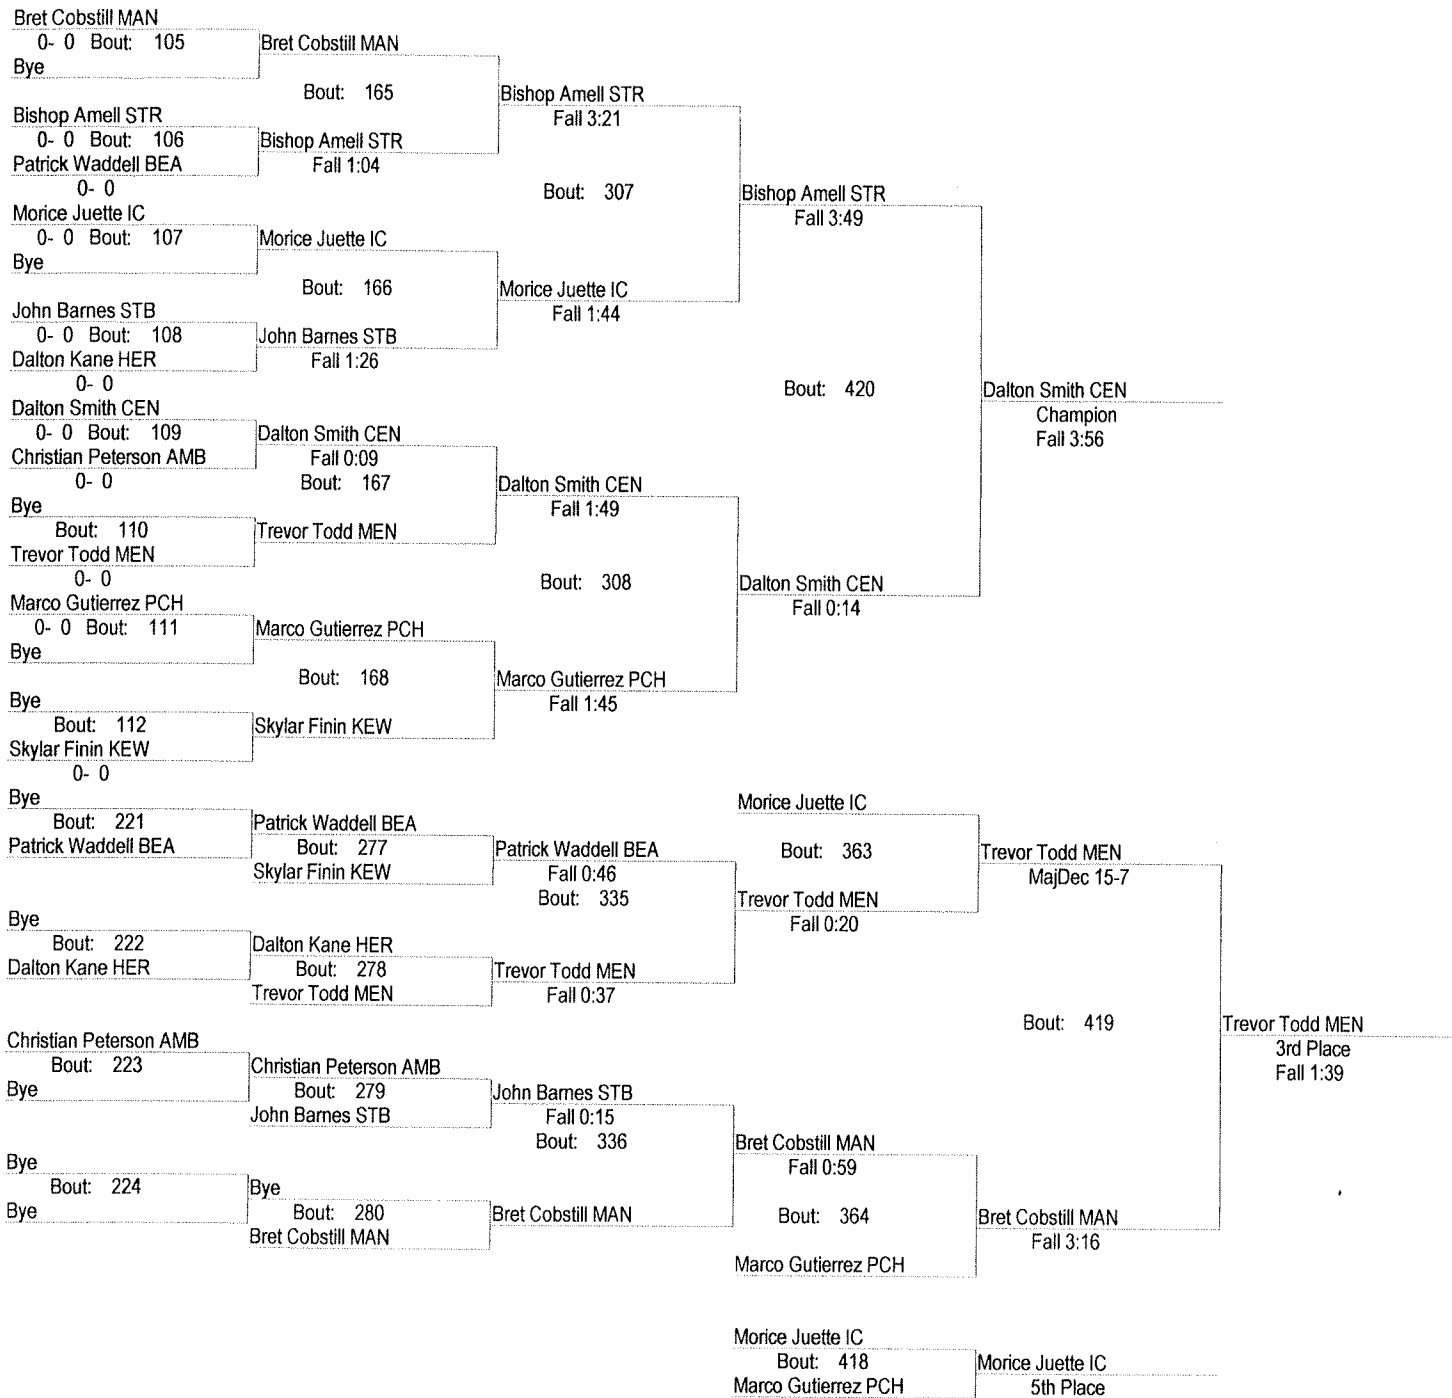 Bret Cobstill MAN
0- 0 Bout: 105
Bye
Bret Cobstill MAN
Bout: 165
Bishop Amell STR
0- 0 Bout: 106
Patrick Waddell BEA
0- 0
Bishop Amell STR
Fall 1:04
Bishop Amell STR
Fall 3:21
Bout: 307
Morice Juette IC
0- 0 Bout: 107
Bye
Morice Juette IC
Bout: 166
John Barnes STB
0- 0 Bout: 108
Dalton Kane HER
0- 0
John Barnes STB
Fall 1:26
Morice Juette IC
Fall 1:44
Bishop Amell STR
Fall 3:49
Bout: 420
Dalton Smith CEN
0- 0 Bout: 109
Christian Peterson AMB
0- 0
Dalton Smith CEN
Fall 0:09
Bout: 167
Bye
Bout: 110
Trevor Todd MEN
0- 0
Trevor Todd MEN
Dalton Smith CEN
Fall 1:49
Bout: 308
Marco Gutierrez PCH
0- 0 Bout: 111
Bye
Marco Gutierrez PCH
Bout: 168
Bye
Bout: 112
Skylar Finin KEW
0- 0
Skylar Finin KEW
Marco Gutierrez PCH
Fall 1:45
Dalton Smith CEN
Fall 0:14
Dalton Smith CEN
Champion
Fall 3:56
Bye
Bout: 221
Patrick Waddell BEA
Patrick Waddell BEA
Bout: 277
Skylar Finin KEW
Patrick Waddell BEA
Fall 0:46
Bout: 335
Bye
Bout: 222
Dalton Kane HER
Dalton Kane HER
Bout: 278
Trevor Todd MEN
Trevor Todd MEN
Fall 0:37
Morice Juette IC
Bout: 363
Trevor Todd MEN
Fall 0:20
Trevor Todd MEN
MajDec 15-7
Bout: 419
Christian Peterson AMB
Bout: 223
Bye
Christian Peterson AMB
Bout: 279
John Barnes STB
John Barnes STB
Fall 0:15
Bout: 336
Bye
Bout: 224
Bye
Bye
Bout: 280
Bret Cobstill MAN
Bret Cobstill MAN
Bret Cobstill MAN
Fall 0:59
Bout: 364
Marco Gutierrez PCH
Bret Cobstill MAN
Fall 3:16
Trevor Todd MEN
3rd Place
Fall 1:39
Morice Juette IC
Bout: 418
Marco Gutierrez PCH
Morice Juette IC
5th Place